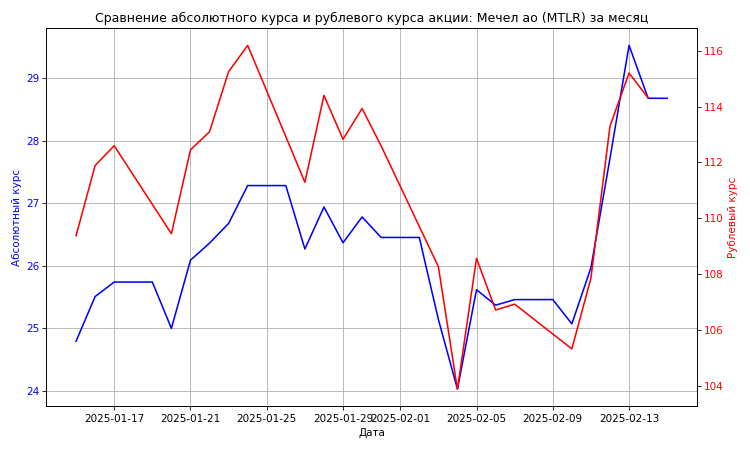 Сравнение абсолютного курса и рублевого курса акции: Мечел ао (MTLR) за месяц
Абсолютный курс
29
28
27
26
25
24
116
114
112
110
108
106
104
Рублевый курс
2025-01-17 2025-01-21 2025-01-25 2025-01-29 2025-02-01 2025-02-05 2025-02-09 2025-02-13
Дата